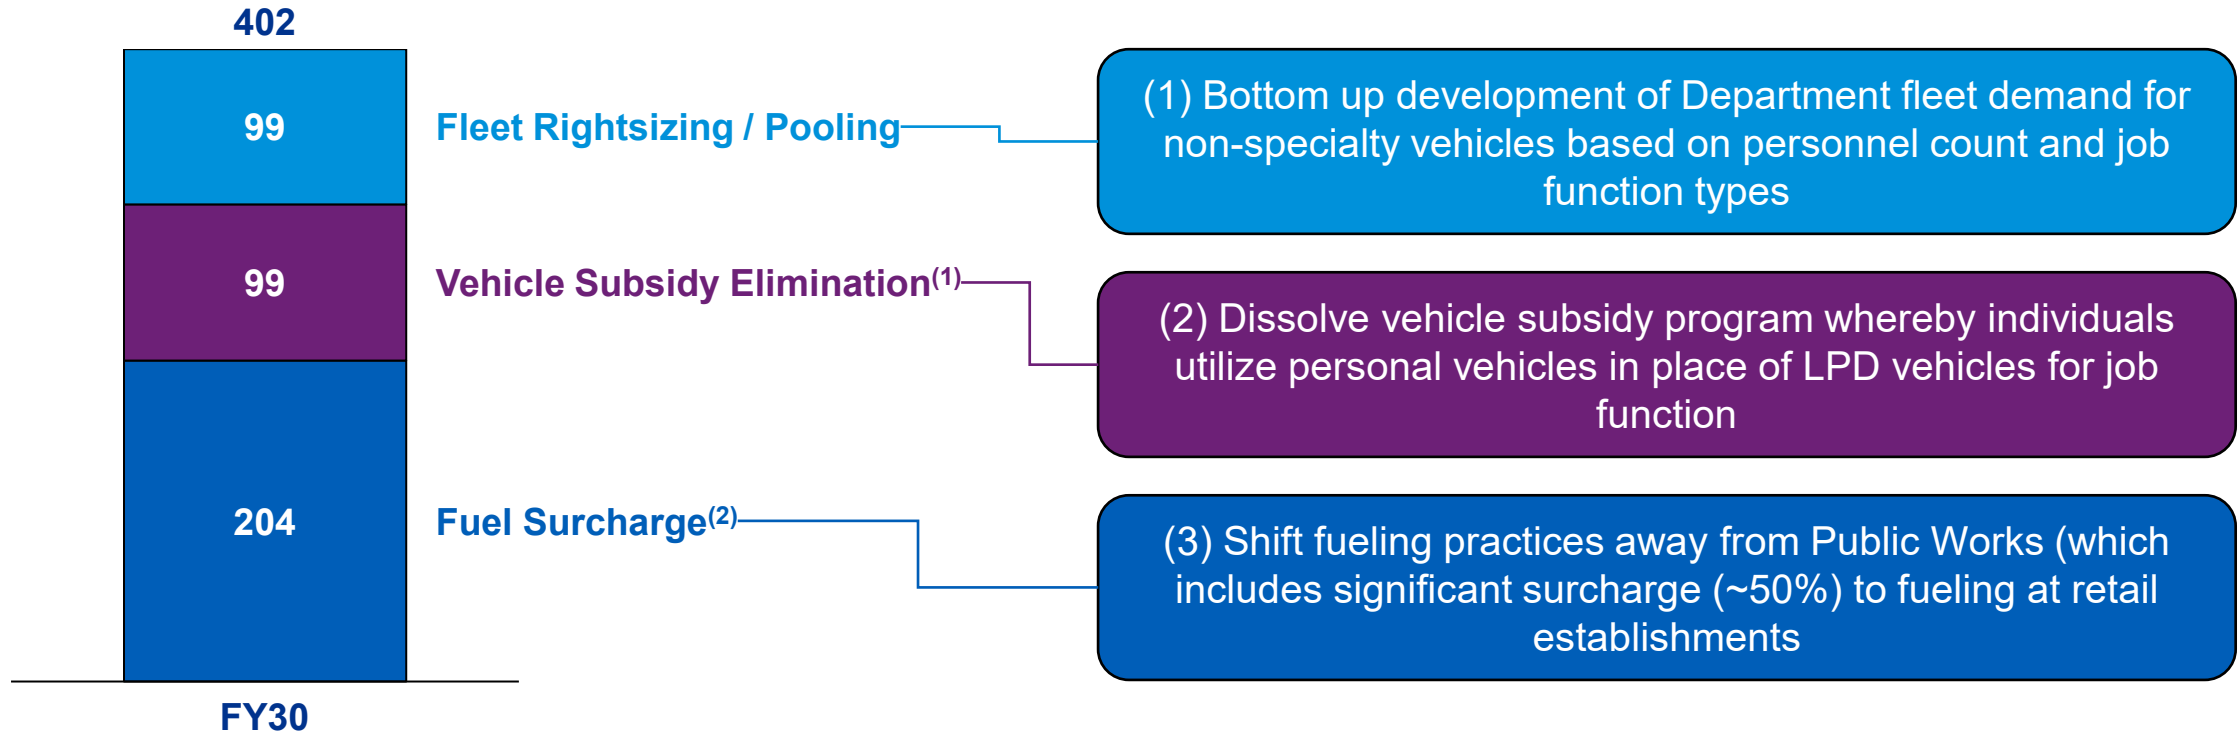 402
99
Fleet Rightsizing / Pooling
(1) Bottom up development of Department fleet demand for
non-specialty vehicles based on personnel count and job
function types
99
Vehicle Subsidy Elimination(1)
(2) Dissolve vehicle subsidy program whereby individuals
utilize personal vehicles in place of LPD vehicles for job
function
204
Fuel Surcharge(2)
(3) Shift fueling practices away from Public Works (which
includes significant surcharge (~50%) to fueling at retail
establishments
FY30